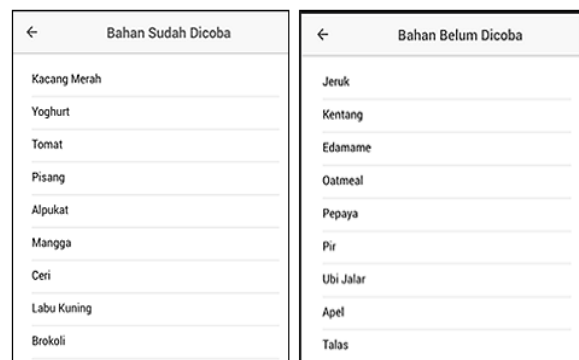 Bahan Sudah Dicoba
Kacang Merah
Yoghurt
Tomat
Pisang
Alpukat
Mangga
Ceri
Labu Kuning
Brokoli
Bahan Belum Dicoba
Jeruk
Kentang
Edamame
Oatmeal
Pepaya
Pir
Ubi Jalar
Apel
Talas